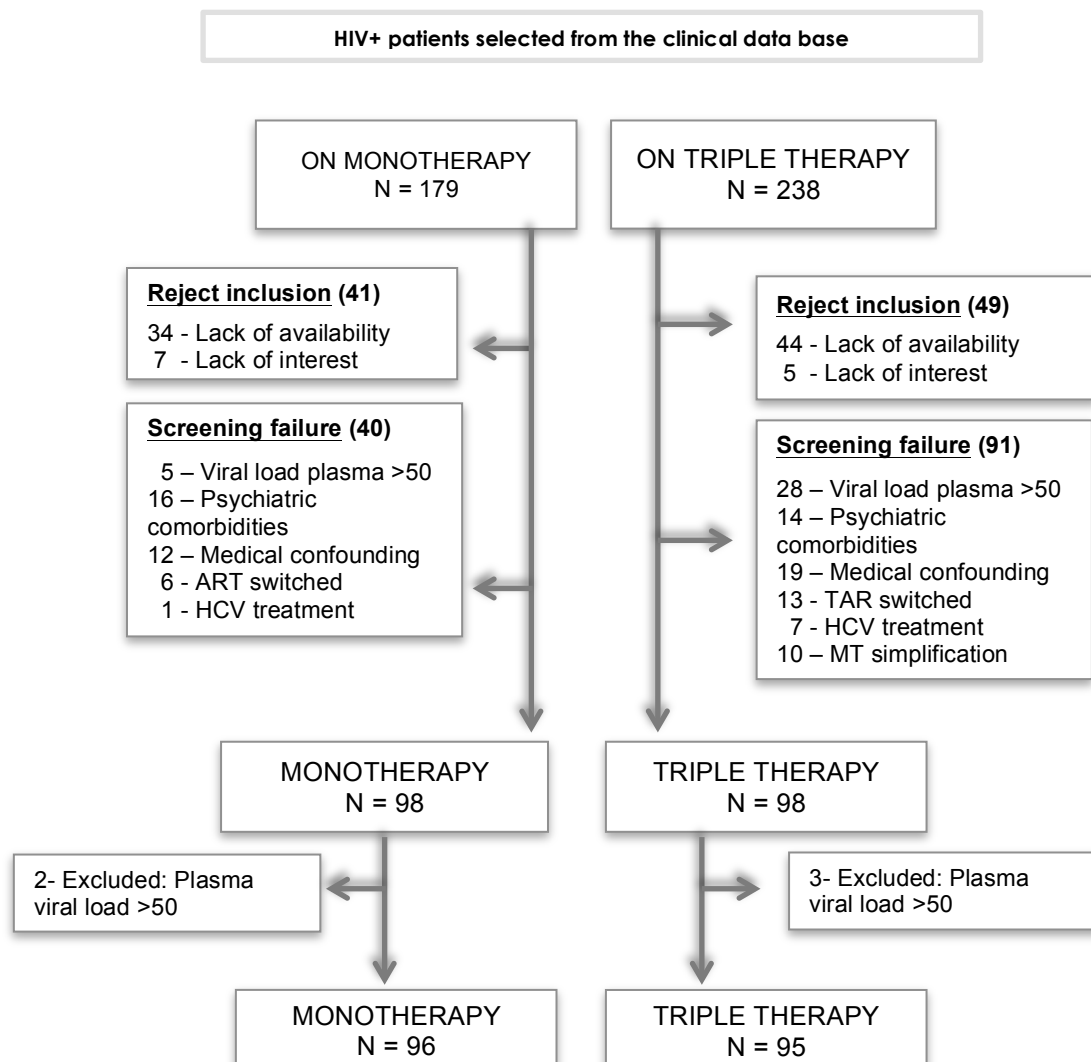 HIV+ patients selected from the clinical data base
ON MONOTHERAPY
N = 179
ON TRIPLE THERAPY
N = 238
Reject inclusion (41)
34 - Lack of availability
7 - Lack of interest
Reject inclusion (49)
44 - Lack of availability
5 - Lack of interest
Screening failure (40)
5 – Viral load plasma >50
16 – Psychiatric
comorbidities
12 – Medical confounding
6 - ART switched
1 - HCV treatment
Screening failure (91)
28 – Viral load plasma >50
14 – Psychiatric
comorbidities
19 – Medical confounding
13 - TAR switched
7 - HCV treatment
10 – MT simplification
MONOTHERAPY
N = 98
TRIPLE THERAPY
N = 98
2- Excluded: Plasma
viral load >50
3- Excluded: Plasma
viral load >50
MONOTHERAPY
N = 96
TRIPLE THERAPY
N = 95